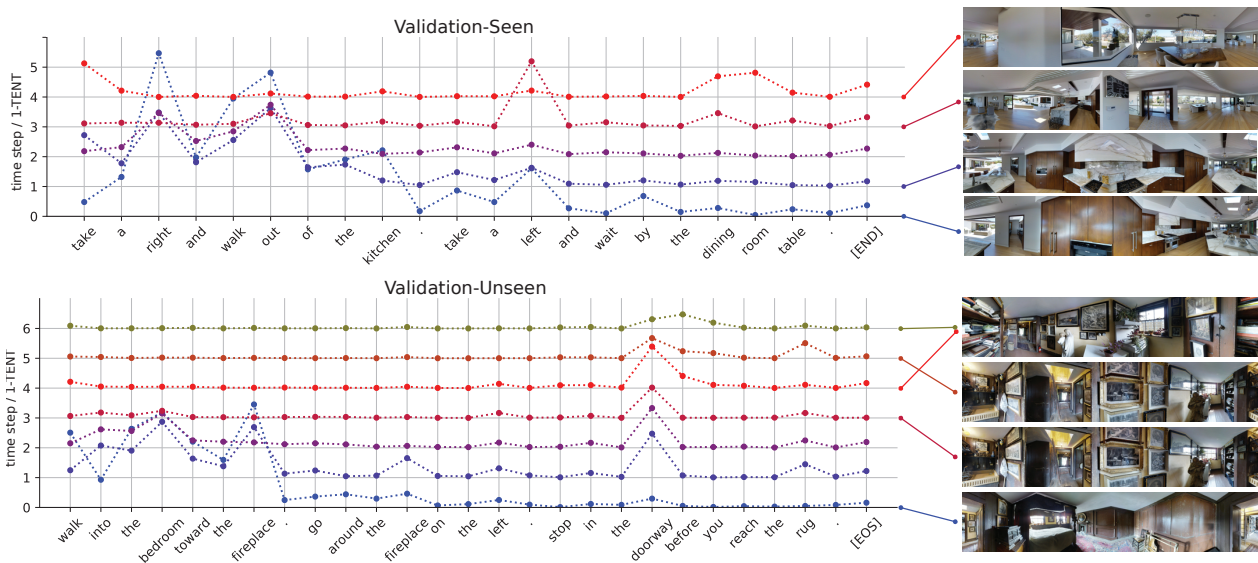 Validation-Seen
time step / 1-TENT
5
4
3
2
1
0
take a right and walk out of the kitchen . take a left and wait by the dining room table . [END]
Validation-Unseen
time step / 1-TENT
6
5
4
3
2
1
0
walk into the bedroom toward the fireplace . go around the fireplace on the left . stop in the doorway before you reach the rug . [EOS]